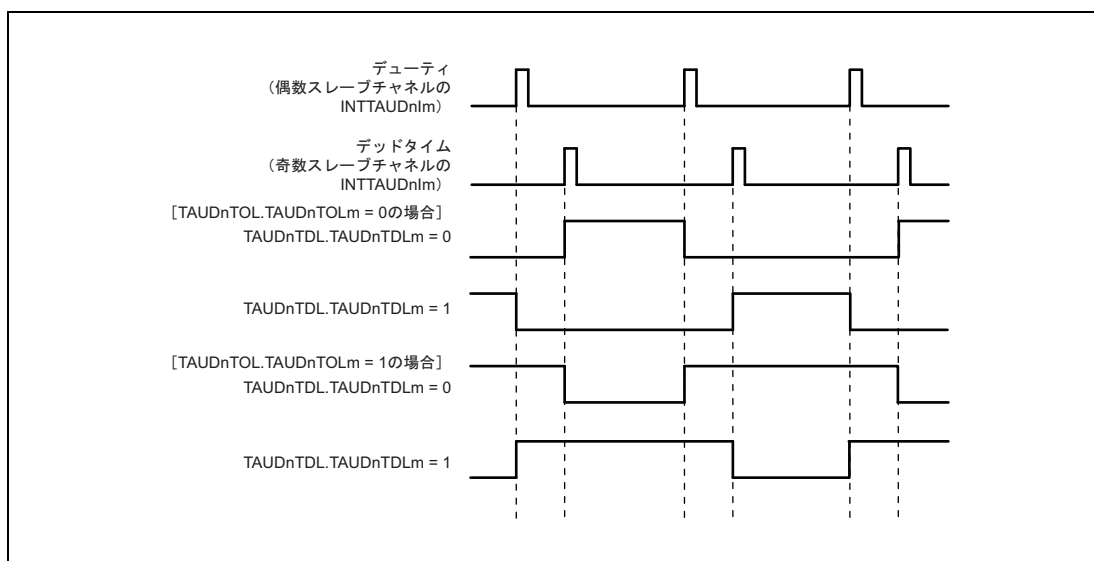 デューティ
（偶数スレーブチャネルの
INTTAUDnIm）
デッドタイム
（奇数スレーブチャネルの
INTTAUDnIm）
［TAUDnTOL.TAUDnTOLm = 0の場合］
TAUDnTDL.TAUDnTDLm = 0
TAUDnTDL.TAUDnTDLm = 1
［TAUDnTOL.TAUDnTOLm = 1の場合］
TAUDnTDL.TAUDnTDLm = 0
TAUDnTDL.TAUDnTDLm = 1